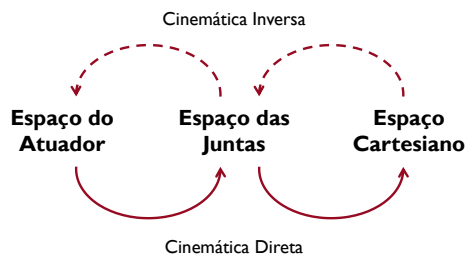 Cinemática Inversa
Espaço do
Atuador
Espaço das
Juntas
Espaço
Cartesiano
Cinemática Direta